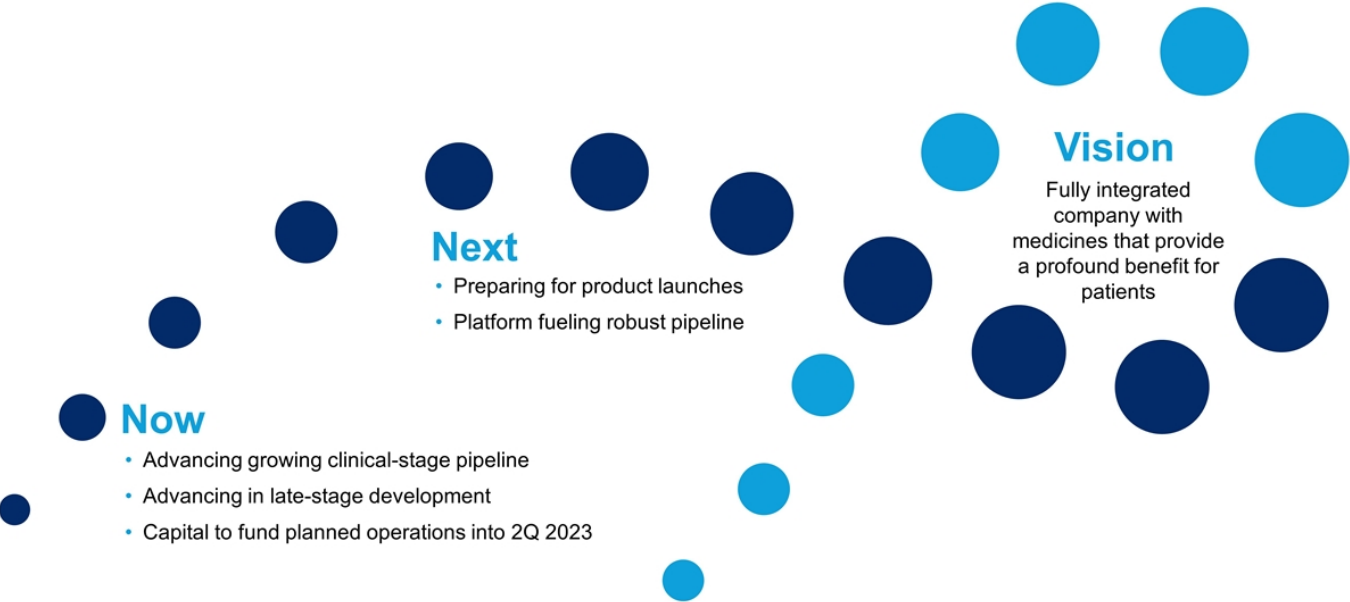 Now
• Advancing growing clinical-stage pipeline
• Advancing in late-stage development
• Capital to fund planned operations into 2Q 2023
Next
• Preparing for product launches
• Platform fueling robust pipeline
Vision
Fully integrated
company with
medicines that provide
a profound benefit for
patients